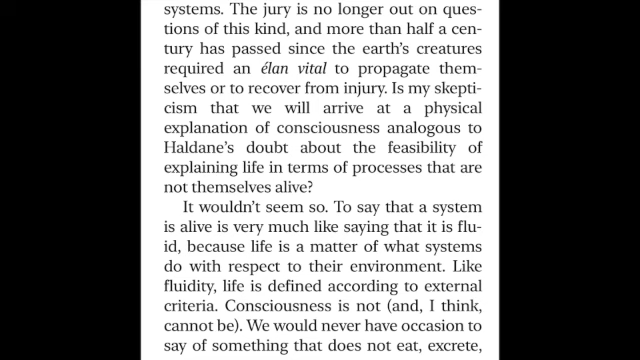 systems. The jury is no longer out on ques-
tions of this kind, and more than half a cen-
tury has passed since the earth’s creatures
required an élan vital to propagate them-
selves or to recover from injury. Is my skepti-
cism that we will arrive at a physical
explanation of consciousness analogous to
Haldane’s doubt about the feasibility of
explaining life in terms of processes that are
not themselves alive?
It wouldn’t seem so. To say that a system
is alive is very much like saying that it is flu-
id, because life is a matter of what systems
do with respect to their environment. Like
fluidity, life is defined according to external
criteria. Consciousness is not (and, I think,
cannot be). We would never have occasion to
say of something that does not eat, excrete,